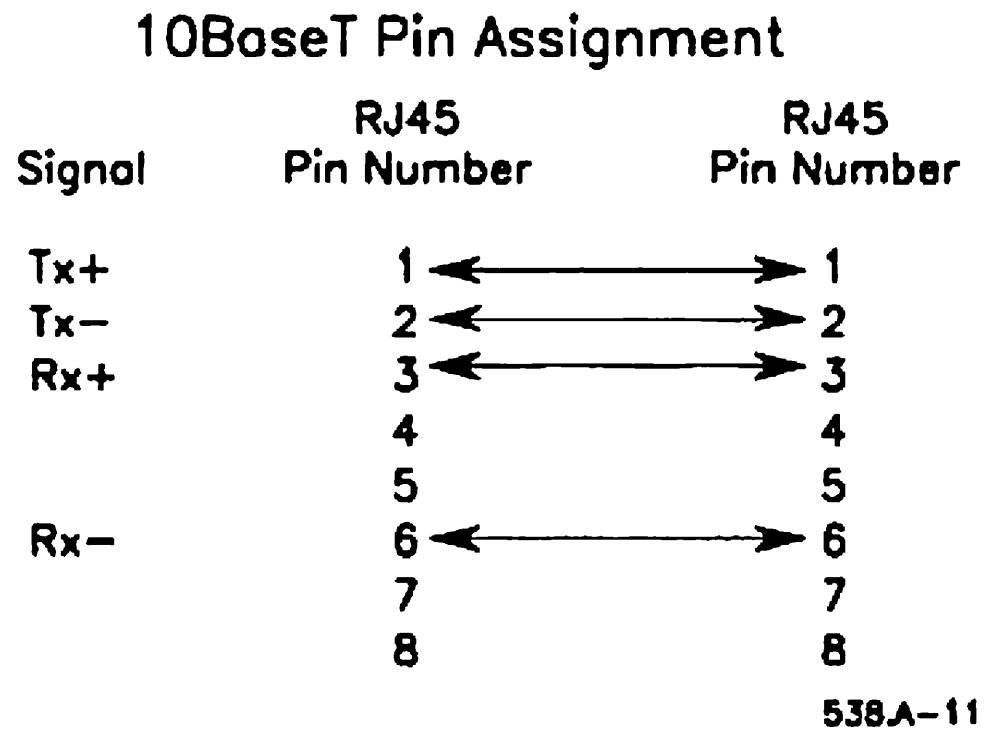 10BaseT Pin Assignment
RJ45 RJ45
Signal Pin Number Pin Number
Tx+ 1 1
Tx- 2 2
Rx+ 3 3
4 4
5 5
Rx- 6 6
7 7
8 8
538A-11